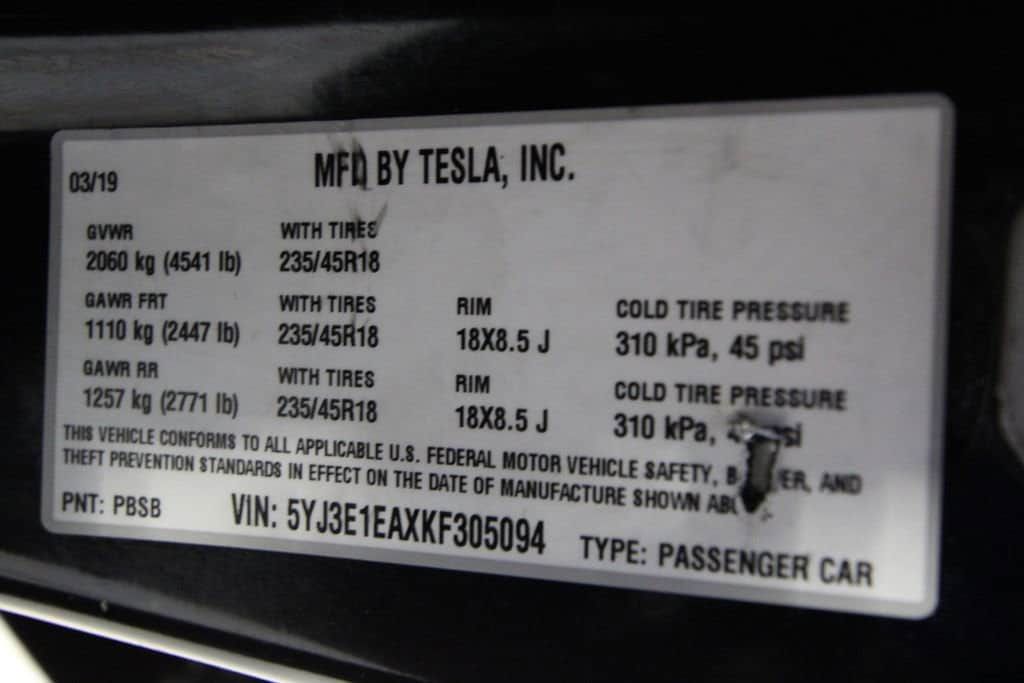 MFD BY TESLA, INC.
03/19
GVWR WITH TIRES
2060 kg (4541 lb) 235/45R18
GAWR FRT WITH TIRES RIM COLD TIRE PRESSURE
1110 kg (2447 lb) 235/45R18 18X8.5 J 310 kPa, 45 psi
GAWR RR WITH TIRES RIM COLD TIRE PRESSURE
1257 kg (2771 lb) 235/45R18 18X8.5 J 310 kPa,
THIS VEHICLE CONFORMS TO ALL APPLICABLE U.S. FEDERAL MOTOR VEHICLE SAFETY, AND
THEFT PREVENTION STANDARDS IN EFFECT ON THE DATE OF MANUFACTURE SHOWN
PNT: PBSB VIN: 5YJ3E1EAXKF305094 TYPE: PASSENGER CAR